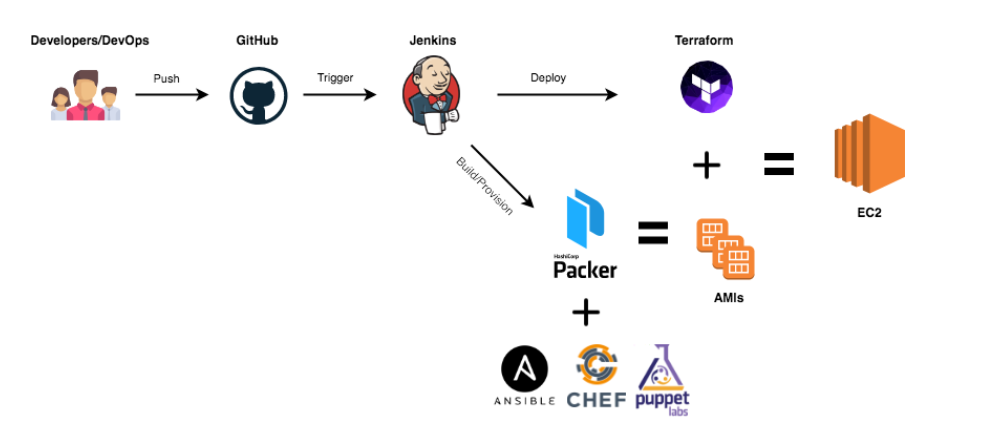 Developers/DevOps
GitHub
Jenkins
Terraform
Push
Trigger
Deploy
Build/Provision
EC2
HashiCorp
Packer
AMIs
ANSIBLE
CHEF
puppet
labs